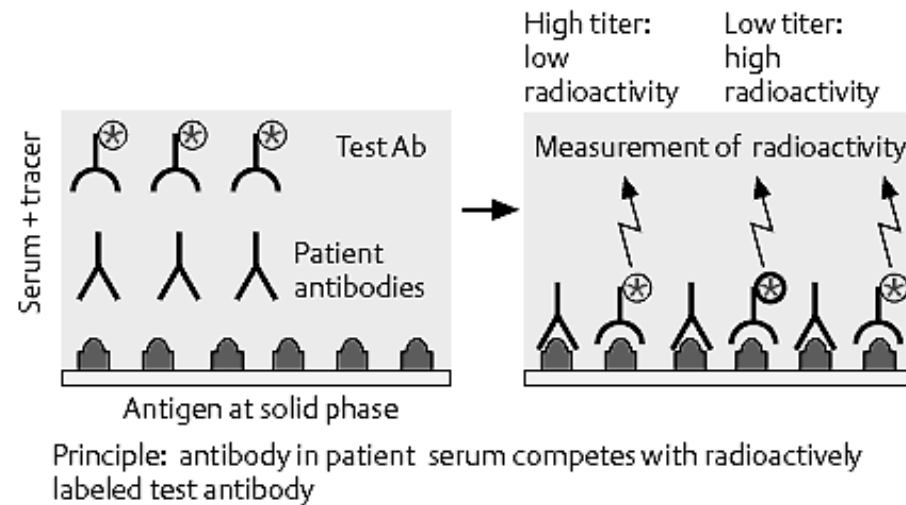 High titer:
low
radioactivity
Low titer:
high
radioactivity
Serum + tracer
Test Ab
Patient
antibodies
Measurement of radioactivity
Antigen at solid phase
Principle: antibody in patient serum competes with radioactively
labeled test antibody